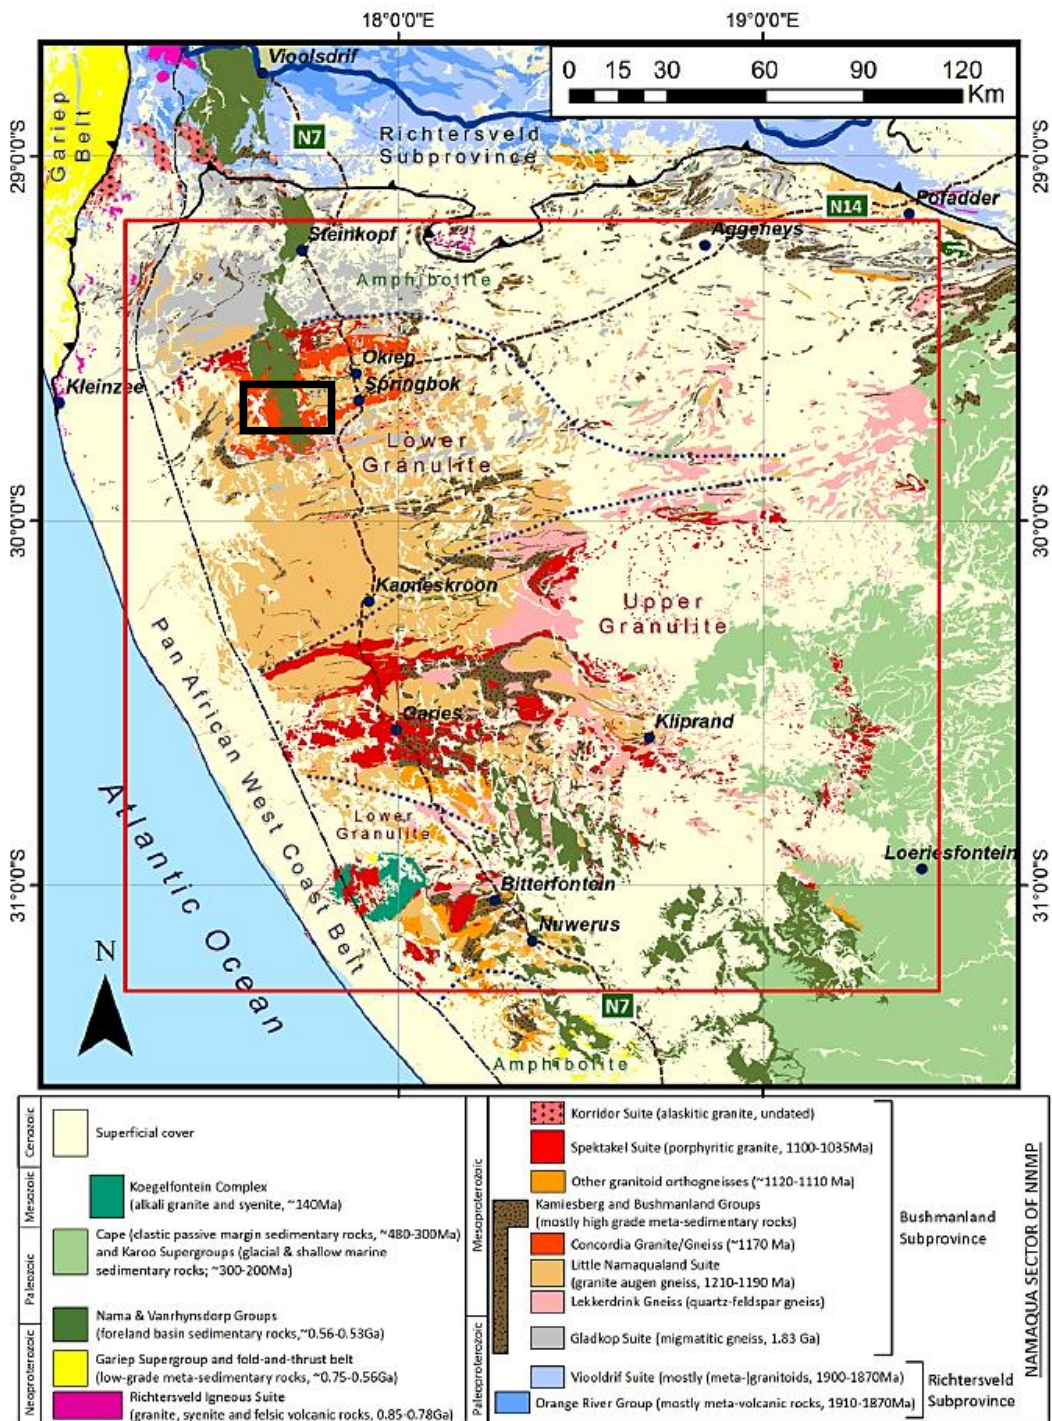 18°0'0"E
19°0'0"E
29°0'0"S
29°0'0"S
30°0'0"S
30°0'0"S
31°0'0"S
31°0'0"S
0 15 30 60 90 120
Km
Vioolsdrif
Gariep
Belt
N7
Richtersveld
Subprovince
N14
Pofadder
Steinkopf
Aggeneys
Amphibolite
Okiep
Kleinzee
Springbok
Lower
Granulite
Kamieskroon
Upper
Granulite
Pan African West Coast Belt
Garies
Kliprand
Atlantic Ocean
Lower
Granulite
Loeriesfontein
Bitterfontein
Nuwerus
N
N7
Amphibolite
Cenozoic
Superficial cover
Mesozoic
Koegelfontein Complex
(alkali granite and syenite, ~140Ma)
Paleozoic
Cape (clastic passive margin sedimentary rocks, ~480-300Ma)
and Karoo Supergroups (glacial & shallow marine
sedimentary rocks; ~300-200Ma)
Neoproterozoic
Nama & Vanrhynsdorp Groups
(foreland basin sedimentary rocks,~0.56-0.53Ga)
Gariep Supergroup and fold-and-thrust belt
(low-grade meta-sedimentary rocks, ~0.75-0.56Ga)
Richtersveld Igneous Suite
(granite, syenite and felsic volcanic rocks, 0.85-0.78Ga)
Mesoproterozoic
Korridor Suite (alaskitic granite, undated)
Spektakel Suite (porphyritic granite, 1100-1035Ma)
Other granitoid orthogneisses (~1120-1110 Ma)
Kamiesberg and Bushmanland Groups
(mostly high grade meta-sedimentary rocks)
Concordia Granite/Gneiss (~1170 Ma)
Little Namaqualand Suite
(granite augen gneiss, 1210-1190 Ma)
Lekkerdrink Gneiss (quartz-feldspar gneiss)
Paleoproterozoic
Gladkop Suite (migmatitic gneiss, 1.83 Ga)
Viooldrif Suite (mostly (meta-)granitoids, 1900-1870Ma)
Orange River Group (mostly meta-volcanic rocks, 1910-1870Ma)
Bushmanland
Subprovince
Richtersveld
Subprovince
NAMAQUA SECTOR OF NNMP